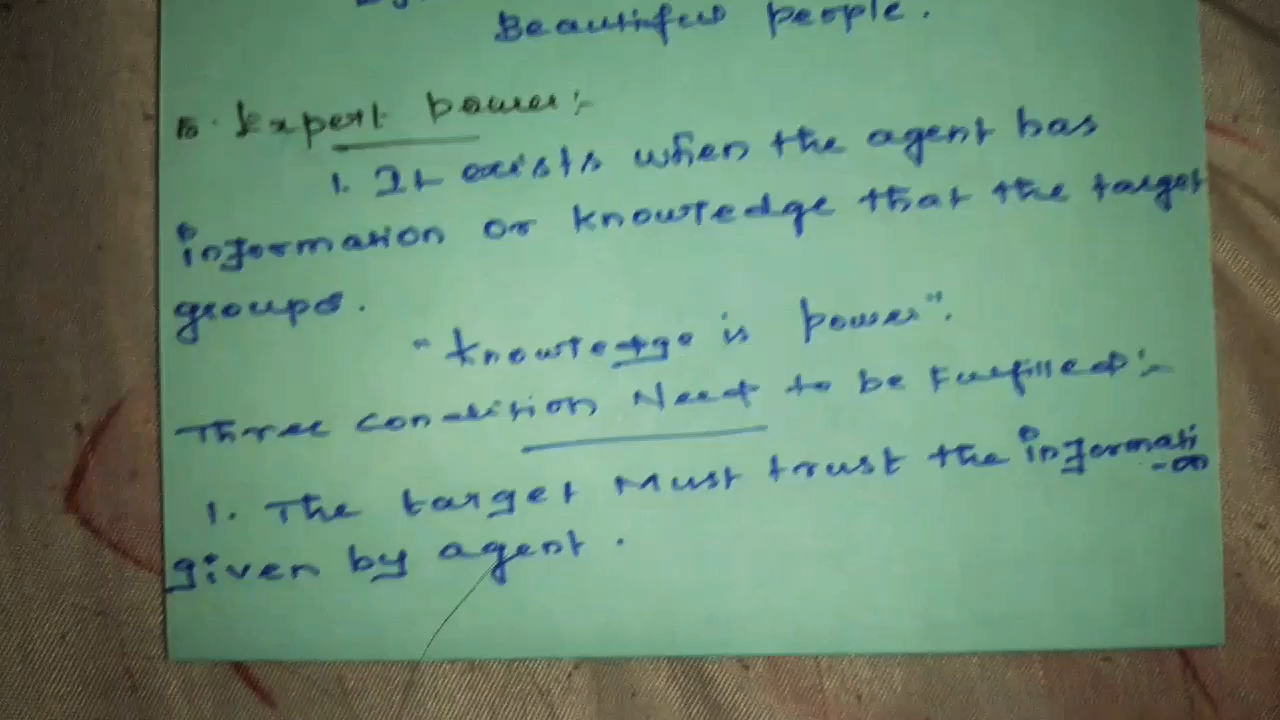 Beautiful people.
5. Expert power:-
1. It exists when the agent has
information or knowledge that the target
groups.
"knowledge is power".
Three condition Need to be Fulfilled:-
1. The target Must trust the informati
-on
given by agent.